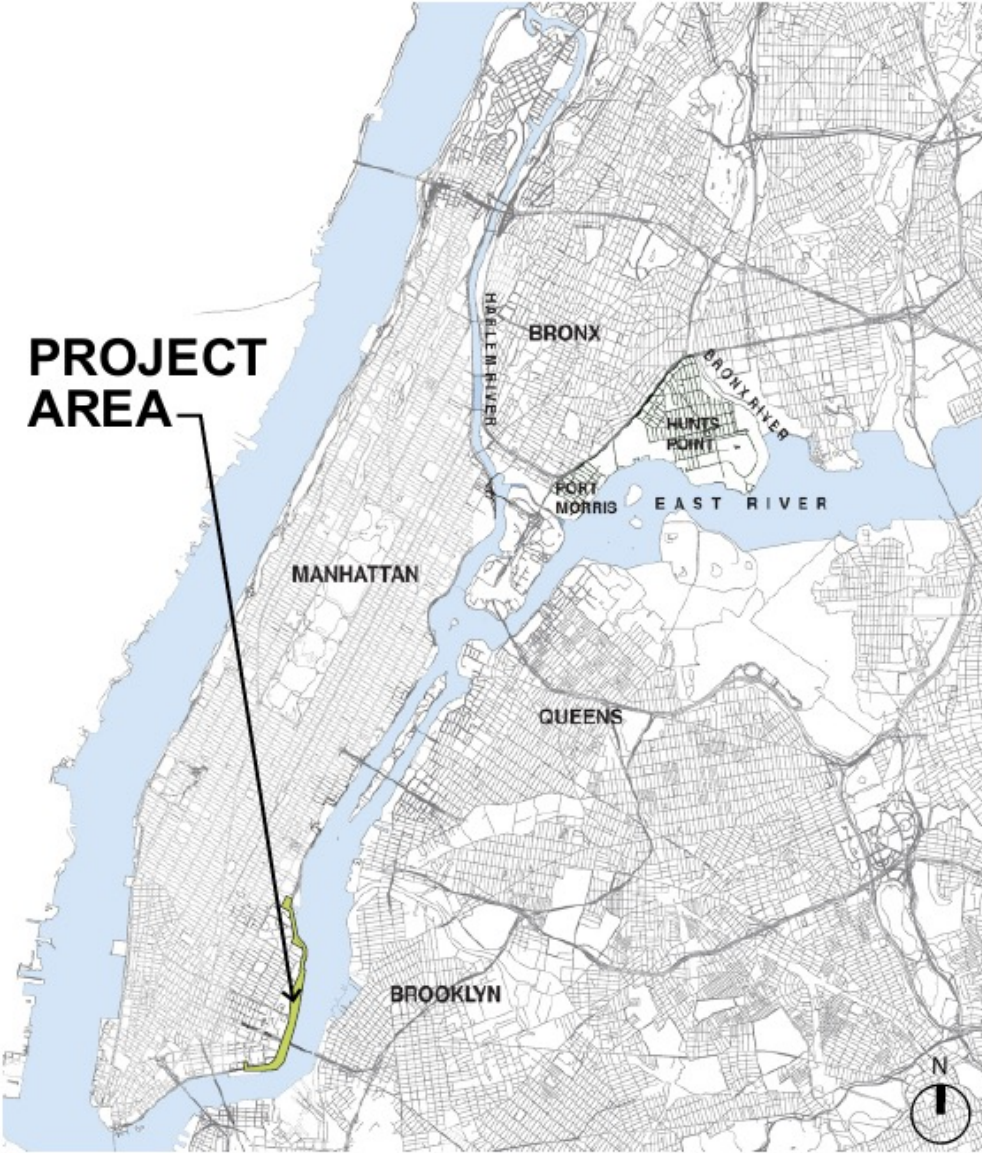 HARLEM RIVER
BRONX
PROJECT
AREA
BRONX RIVER
HUNTS
POINT
PORT
MORRIS
EAST RIVER
MANHATTAN
QUEENS
BROOKLYN
N